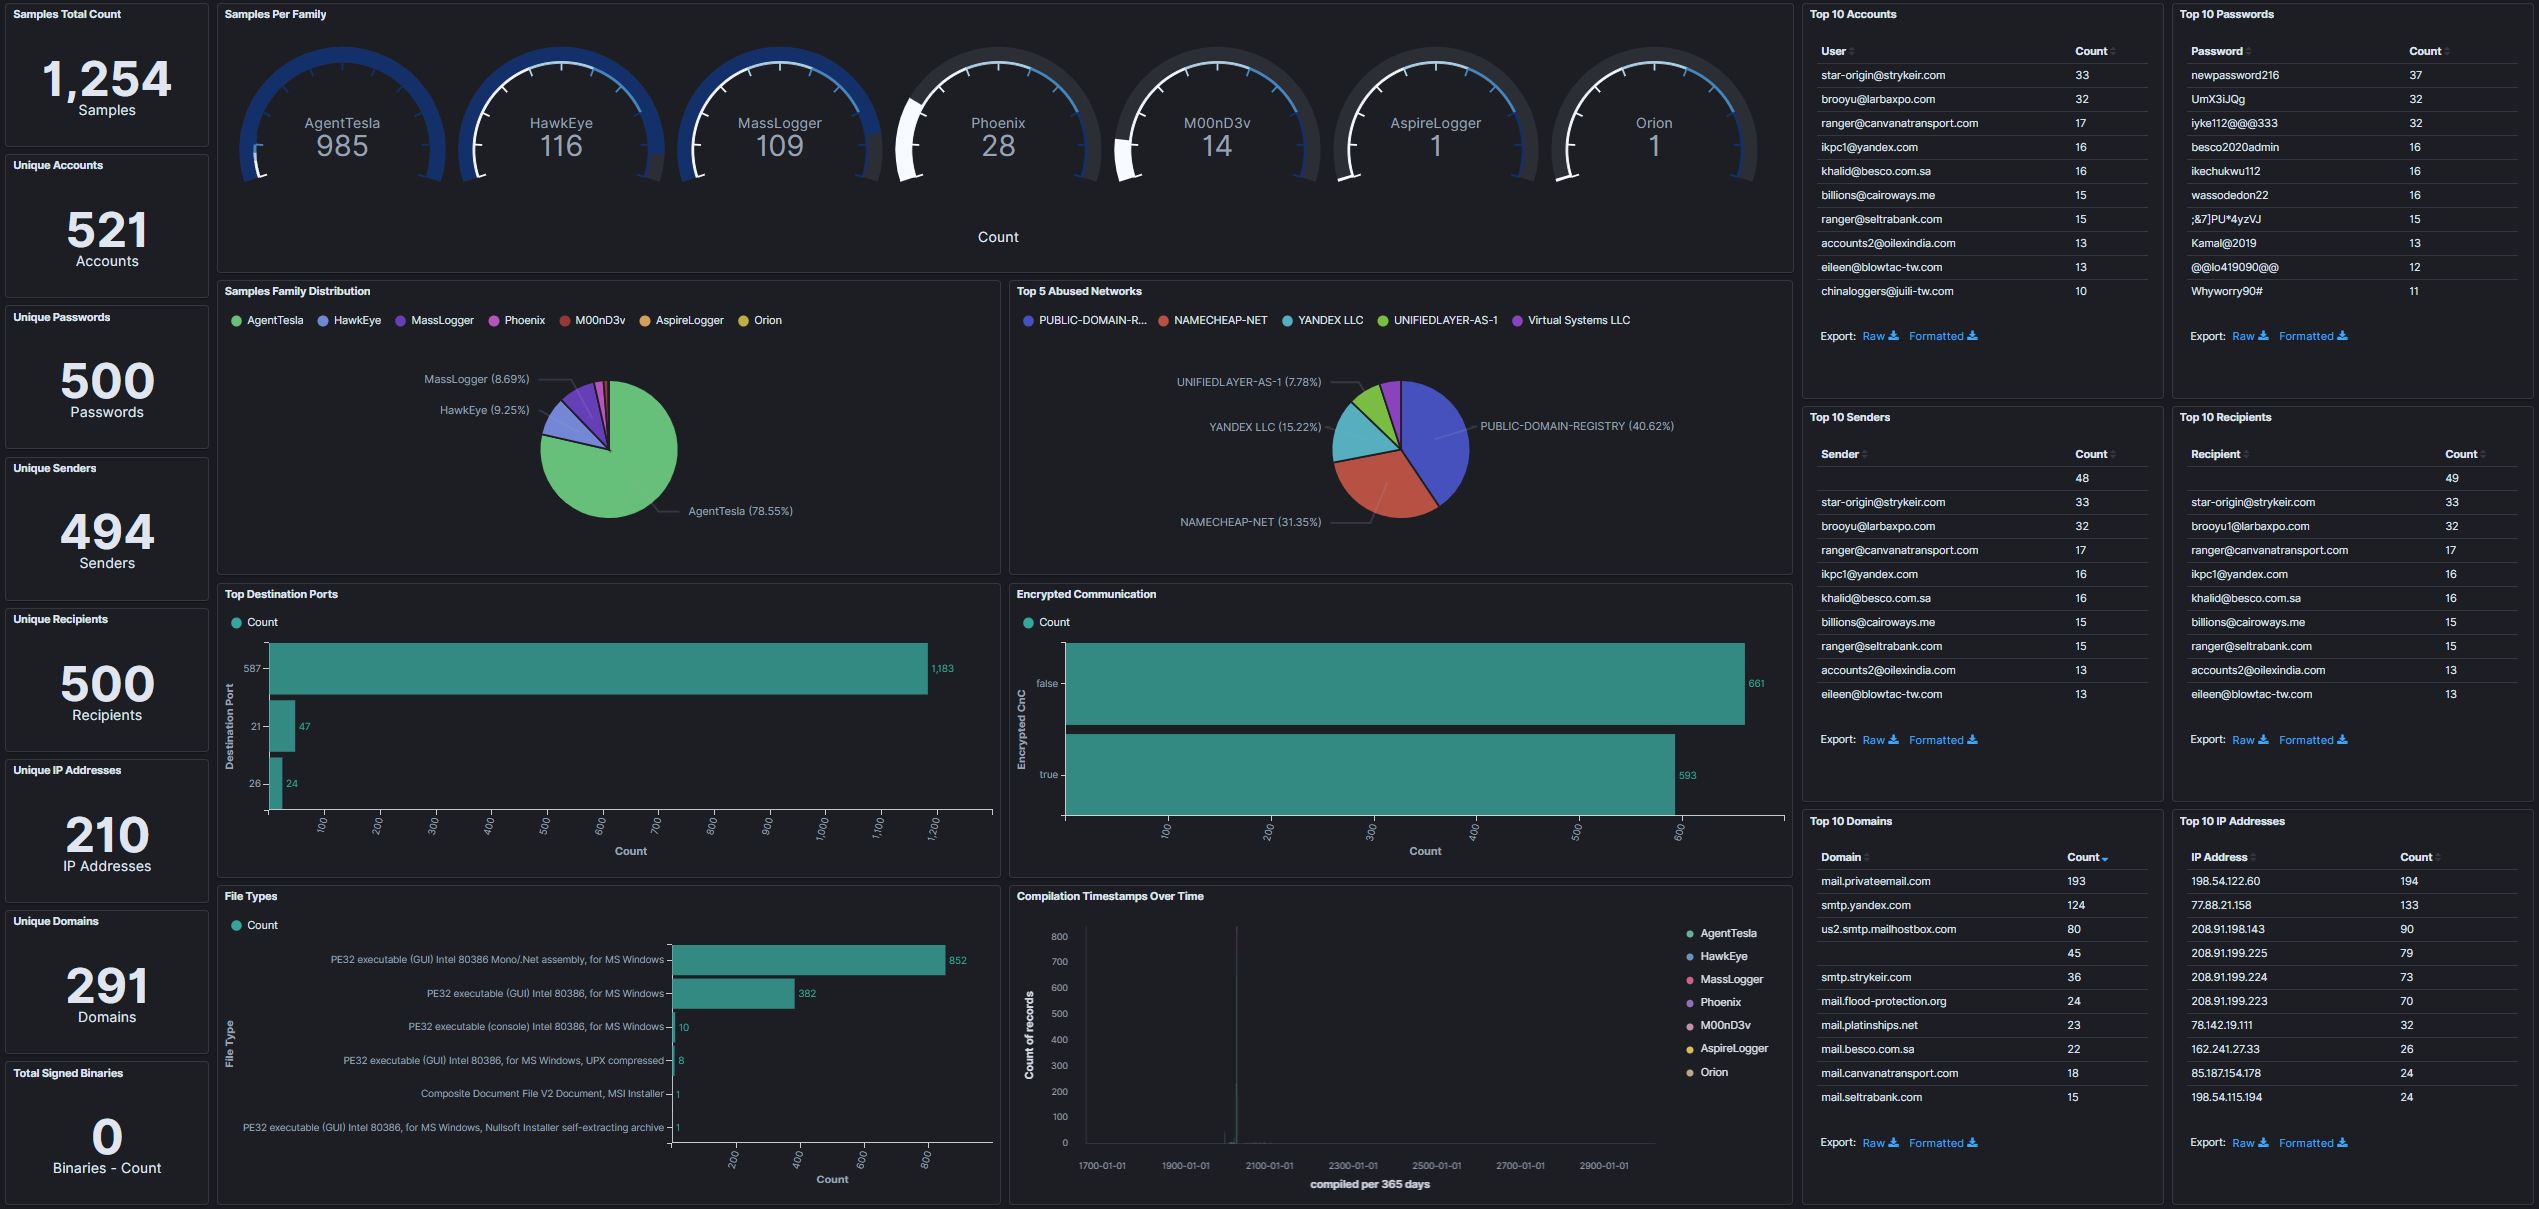 Samples Total Count
1,254
Samples
Unique Accounts
521
Accounts
Unique Passwords
500
Passwords
Unique Senders
494
Senders
Unique Recipients
500
Recipients
Unique IP Addresses
210
IP Addresses
Unique Domains
291
Domains
Total Signed Binaries
0
Binaries - Count
Samples Per Family
AgentTesla
985
HawkEye
116
MassLogger
109
Phoenix
28
M00nD3v
14
AspireLogger
1
Orion
1
Count
Samples Family Distribution
AgentTesla HawkEye MassLogger Phoenix M00nD3v AspireLogger Orion
MassLogger (8.69%)
HawkEye (9.25%)
AgentTesla (78.55%)
Top 5 Abused Networks
PUBLIC-DOMAIN-R... NAMECHEAP-NET YANDEX LLC UNIFIEDLAYER-AS-1 Virtual Systems LLC
UNIFIEDLAYER-AS-1 (7.78%)
YANDEX LLC (15.22%)
PUBLIC-DOMAIN-REGISTRY (40.62%)
NAMECHEAP-NET (31.35%)
Top Destination Ports
Count
Destination Port
587 1,183
21 47
26 24
100 200 300 400 500 600 700 800 900 1,000 1,100 1,200
Count
Encrypted Communication
Count
Encrypted CnC
false 661
true 593
100 200 300 400 500 600
Count
File Types
Count
File Type
PE32 executable (GUI) Intel 80386 Mono/.Net assembly, for MS Windows 852
PE32 executable (GUI) Intel 80386, for MS Windows 382
PE32 executable (console) Intel 80386, for MS Windows 10
PE32 executable (GUI) Intel 80386, for MS Windows, UPX compressed 8
Composite Document File V2 Document, MSI Installer 1
PE32 executable (GUI) Intel 80386, for MS Windows, Nullsoft Installer self-extracting archive 1
200 400 600 800
Count
Compilation Timestamps Over Time
Count of records
800
700
600
500
400
300
200
100
0
1700-01-01 1900-01-01 2100-01-01 2300-01-01 2500-01-01 2700-01-01 2900-01-01
compiled per 365 days
AgentTesla
HawkEye
MassLogger
Phoenix
M00nD3v
AspireLogger
Orion
Top 10 Accounts
User Count
star-origin@strykeir.com 33
brooyu@larbaxpo.com 32
ranger@canvanatransport.com 17
ikpc1@yandex.com 16
khalid@besco.com.sa 16
billions@cairoways.me 15
ranger@seltrabank.com 15
accounts2@oilexindia.com 13
eileen@blowtac-tw.com 13
chinaloggers@juili-tw.com 10
Export: Raw Formatted
Top 10 Passwords
Password Count
newpassword216 37
UmX3iJQg 32
iyke112@@@333 32
besco2020admin 16
ikechukwu112 16
wassodedon22 16
;&7]PU*4yzVJ 15
Kamal@2019 13
@@Io419090@@ 12
Whyworry90# 11
Export: Raw Formatted
Top 10 Senders
Sender Count
48
star-origin@strykeir.com 33
brooyu@larbaxpo.com 32
ranger@canvanatransport.com 17
ikpc1@yandex.com 16
khalid@besco.com.sa 16
billions@cairoways.me 15
ranger@seltrabank.com 15
accounts2@oilexindia.com 13
eileen@blowtac-tw.com 13
Export: Raw Formatted
Top 10 Recipients
Recipient Count
49
star-origin@strykeir.com 33
brooyu1@larbaxpo.com 32
ranger@canvanatransport.com 17
ikpc1@yandex.com 16
khalid@besco.com.sa 16
billions@cairoways.me 15
ranger@seltrabank.com 15
accounts2@oilexindia.com 13
eileen@blowtac-tw.com 13
Export: Raw Formatted
Top 10 Domains
Domain Count
mail.privateemail.com 193
smtp.yandex.com 124
us2.smtp.mailhostbox.com 80
45
smtp.strykeir.com 36
mail.flood-protection.org 24
mail.platinships.net 23
mail.besco.com.sa 22
mail.canvanatransport.com 18
mail.seltrabank.com 15
Export: Raw Formatted
Top 10 IP Addresses
IP Address Count
198.54.122.60 194
77.88.21.158 133
208.91.198.143 90
208.91.199.225 79
208.91.199.224 73
208.91.199.223 70
78.142.19.111 32
162.241.27.33 26
85.187.154.178 24
198.54.115.194 24
Export: Raw Formatted